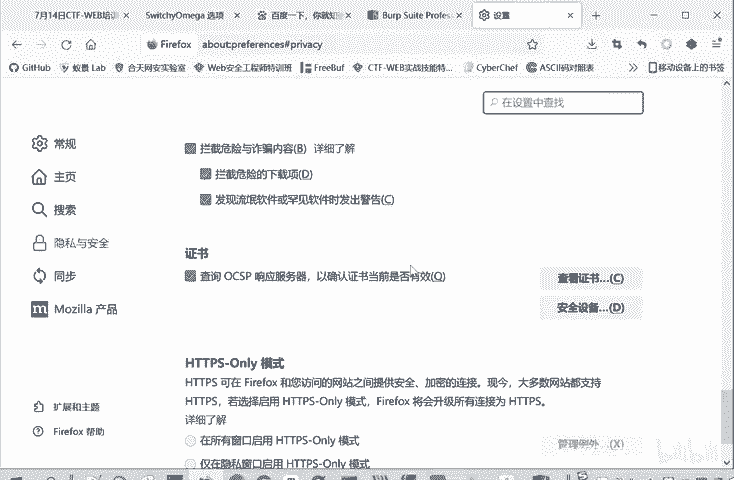 7月14日CTF-WEB培训
SwitchyOmega 选项
百度一下，你就知
Burp Suite Profes
设置
Firefox about:preferences#privacy
GitHub 蚁景 Lab 合天网安实验室 Web安全工程师特训班 FreeBuf CTF-WEB实战技能特... CyberChef ASCII码对照表 移动设备上的书签
在设置中查找
常规
主页
搜索
隐私与安全
同步
Mozilla 产品
扩展和主题
Firefox 帮助
拦截危险与诈骗内容(B) 详细了解
拦截危险的下载项(D)
发现流氓软件或罕见软件时发出警告(C)
证书
查询 OCSP 响应服务器，以确认证书当前是否有效(Q)
查看证书...(C)
安全设备...(D)
HTTPS-Only 模式
HTTPS 可在 Firefox 和您访问的网站之间提供安全、加密的连接。现今，大多数网站都支持
HTTPS，若选择启用 HTTPS-Only 模式，Firefox 将会升级所有连接为 HTTPS。
详细了解
在所有窗口启用 HTTPS-Only 模式
管理例外...(X)
仅在隐私窗口启用 HTTPS-Only 模式
bilibili